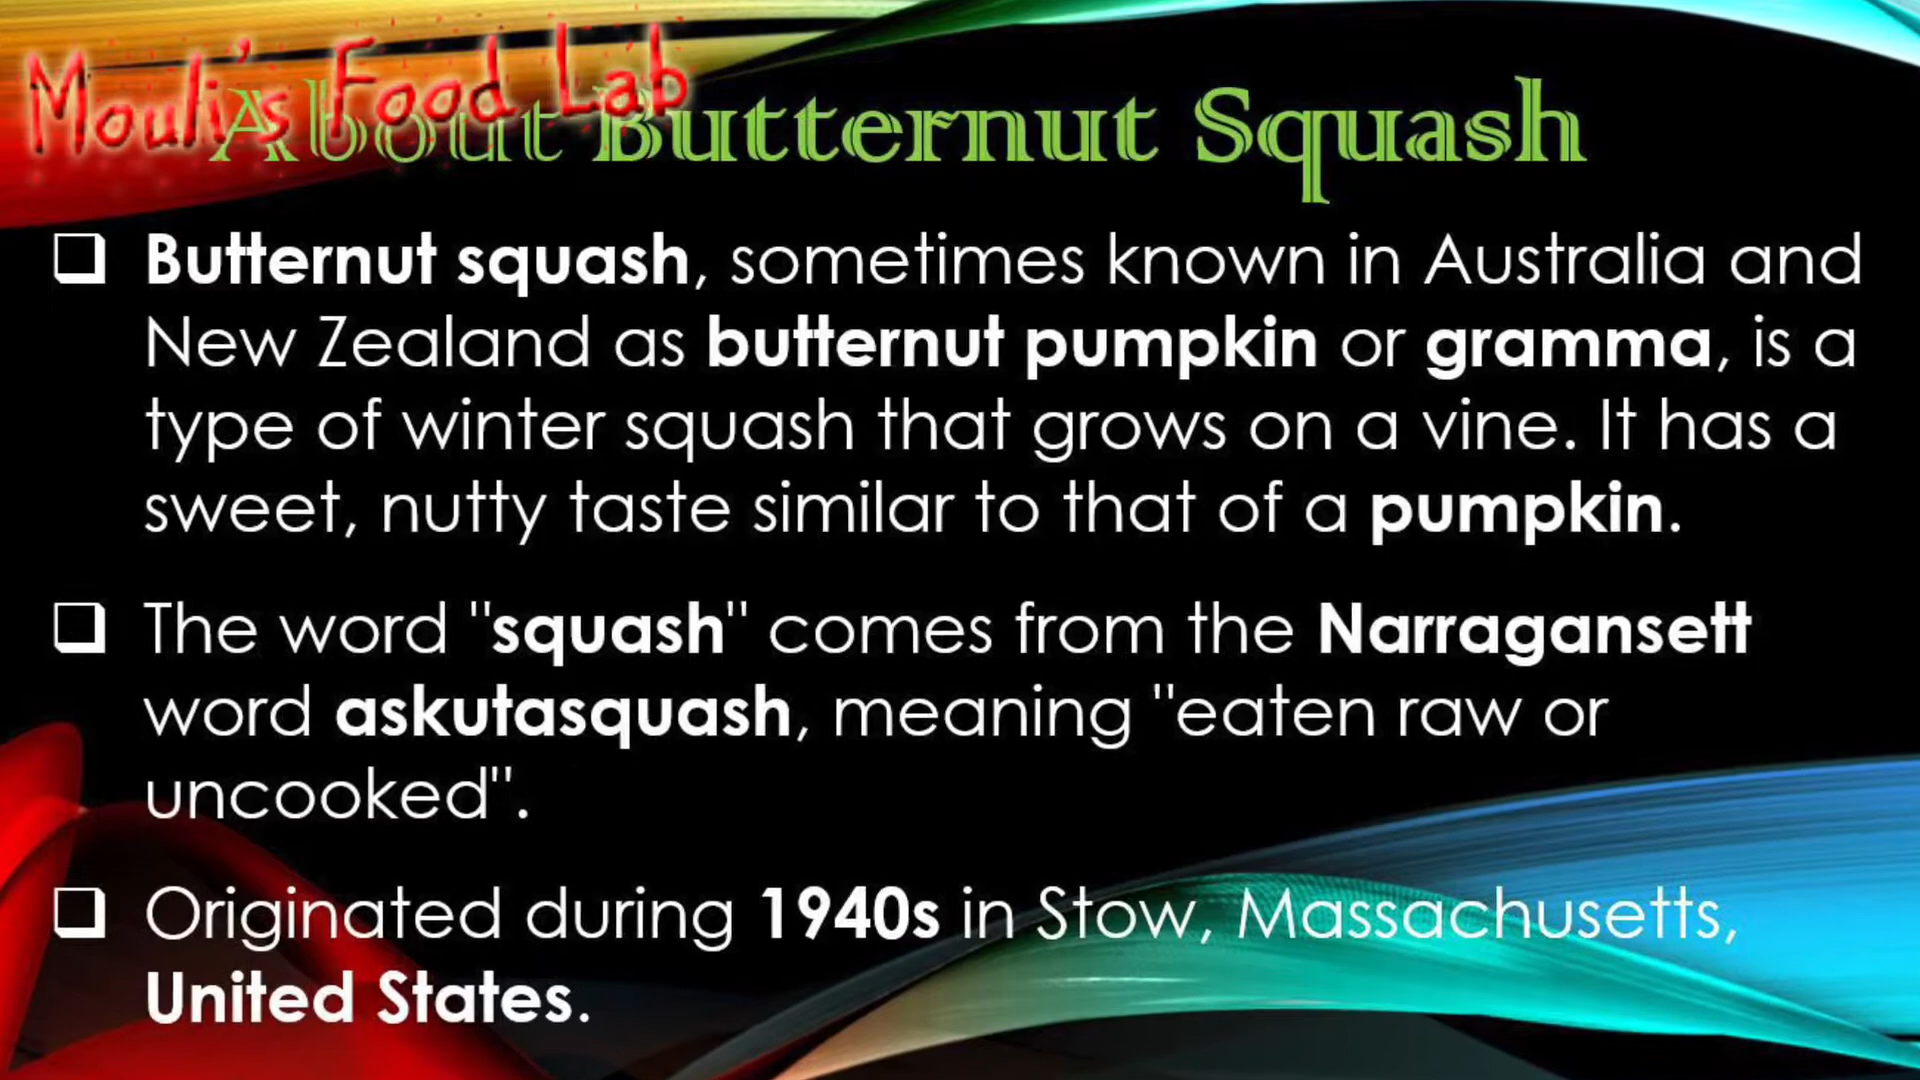 Mouli's Food Lab
About Butternut Squash
❑ Butternut squash, sometimes known in Australia and
New Zealand as butternut pumpkin or gramma, is a
type of winter squash that grows on a vine. It has a
sweet, nutty taste similar to that of a pumpkin.
❑ The word "squash" comes from the Narragansett
word askutasquash, meaning "eaten raw or
uncooked".
❑ Originated during 1940s in Stow, Massachusetts,
United States.